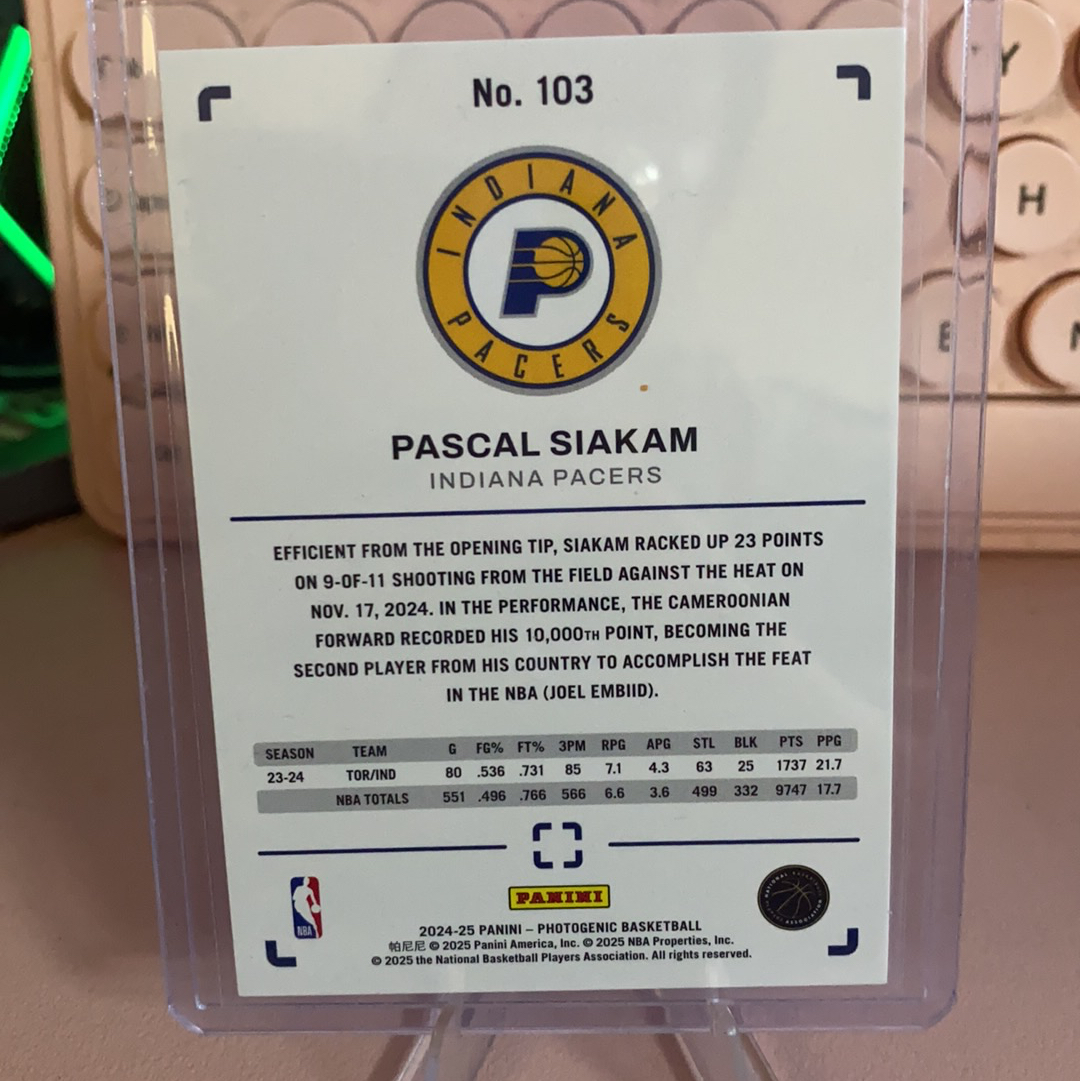 No. 103
INDIANA
P
PACERS
PASCAL SIAKAM
INDIANA PACERS
EFFICIENT FROM THE OPENING TIP, SIAKAM RACKED UP 23 POINTS
ON 9-OF-11 SHOOTING FROM THE FIELD AGAINST THE HEAT ON
NOV. 17, 2024. IN THE PERFORMANCE, THE CAMEROONIAN
FORWARD RECORDED HIS 10,000TH POINT, BECOMING THE
SECOND PLAYER FROM HIS COUNTRY TO ACCOMPLISH THE FEAT
IN THE NBA (JOEL EMBIID).
SEASON TEAM G FG% FT% 3PM RPG APG STL BLK PTS PPG
23-24 TOR/IND 80 .536 .731 85 7.1 4.3 63 25 1737 21.7
NBA TOTALS 551 .496 .766 566 6.6 3.6 499 332 9747 17.7
NBA
PANINI
2024-25 PANINI – PHOTOGENIC BASKETBALL
帕尼尼 © 2025 Panini America, Inc. © 2025 NBA Properties, Inc.
© 2025 the National Basketball Players Association. All rights reserved.
Y
H
B